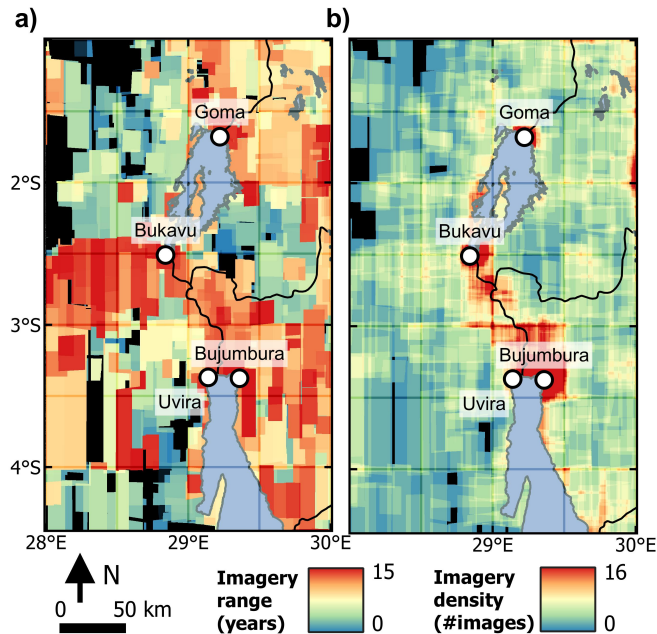 a)
b)
Goma
Goma
2°S
Bukavu
Bukavu
3°S
Bujumbura
Bujumbura
Uvira
Uvira
4°S
28°E
29°E
30°E
29°E
30°E
N
0 50 km
Imagery
range
(years)
15
0
Imagery
density
(#images)
16
0